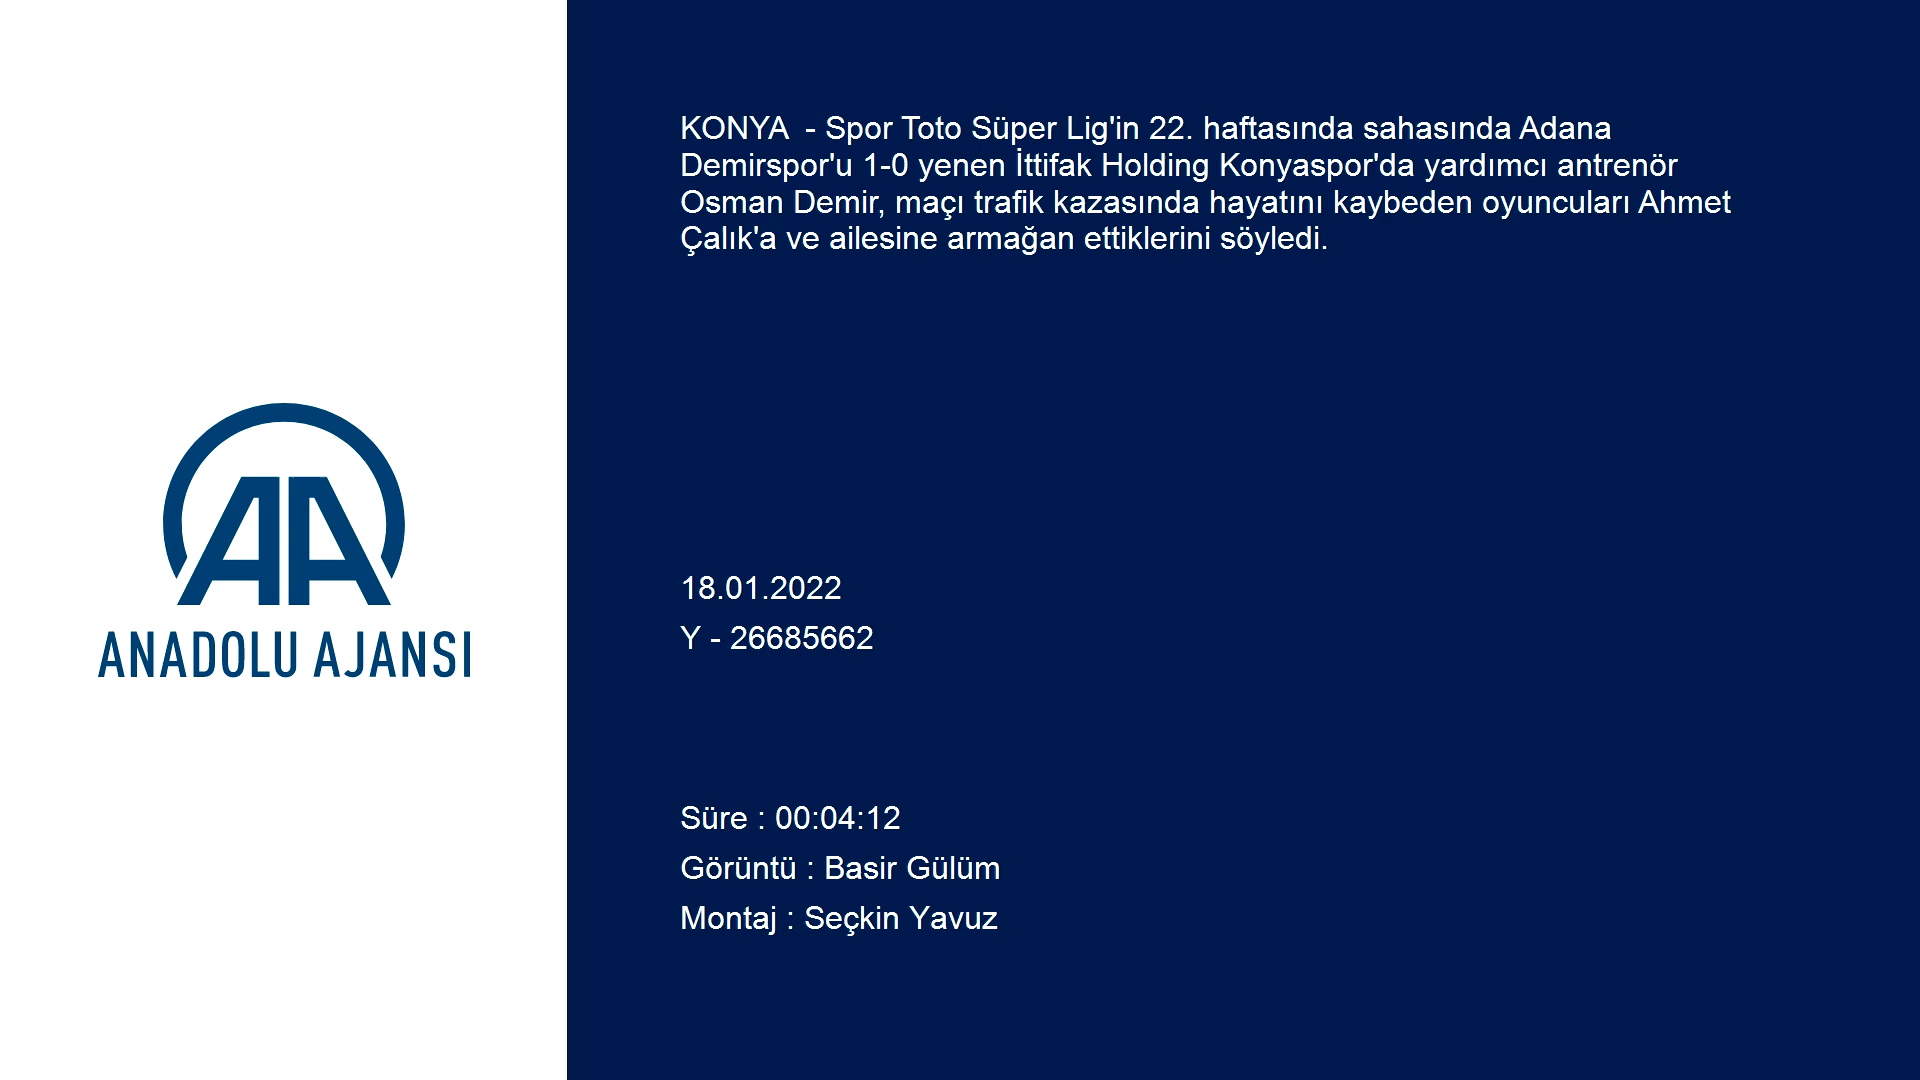 KONYA  - Spor Toto Süper Lig'in 22. haftasında sahasında Adana
Demirspor'u 1-0 yenen İttifak Holding Konyaspor'da yardımcı antrenör
Osman Demir, maçı trafik kazasında hayatını kaybeden oyuncuları Ahmet
Çalık'a ve ailesine armağan ettiklerini söyledi.
AA
ANADOLU AJANSI
18.01.2022
Y - 26685662
Süre : 00:04:12
Görüntü : Basir Gülüm
Montaj : Seçkin Yavuz